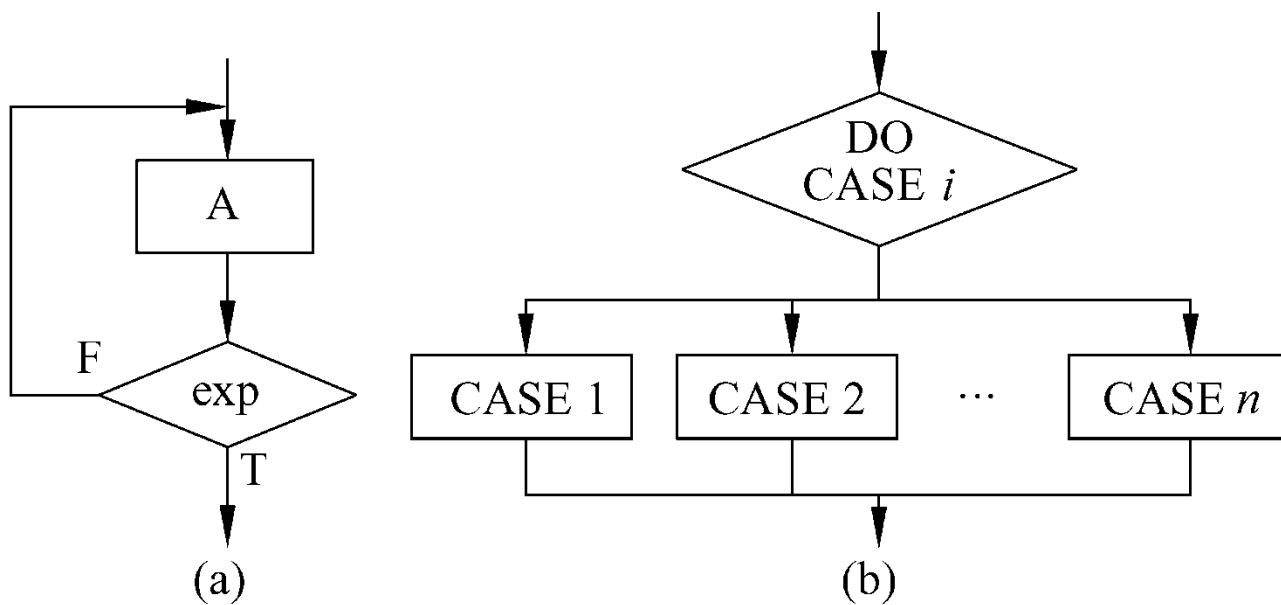 A
F
exp
T
(a)
DO
CASE i
CASE 1
CASE 2
...
CASE n
(b)